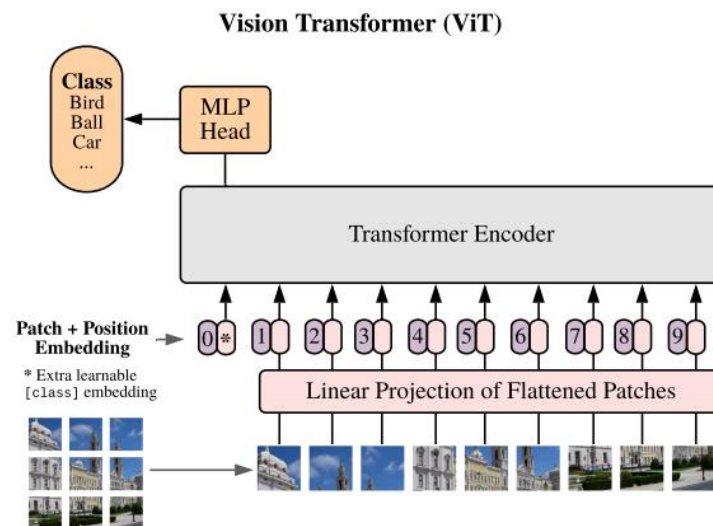 Vision Transformer (ViT)
Class
Bird
Ball
Car
...
MLP
Head
Transformer Encoder
Patch + Position
Embedding
0 * 1 2 3 4 5 6 7 8 9
* Extra learnable
[class] embedding
Linear Projection of Flattened Patches